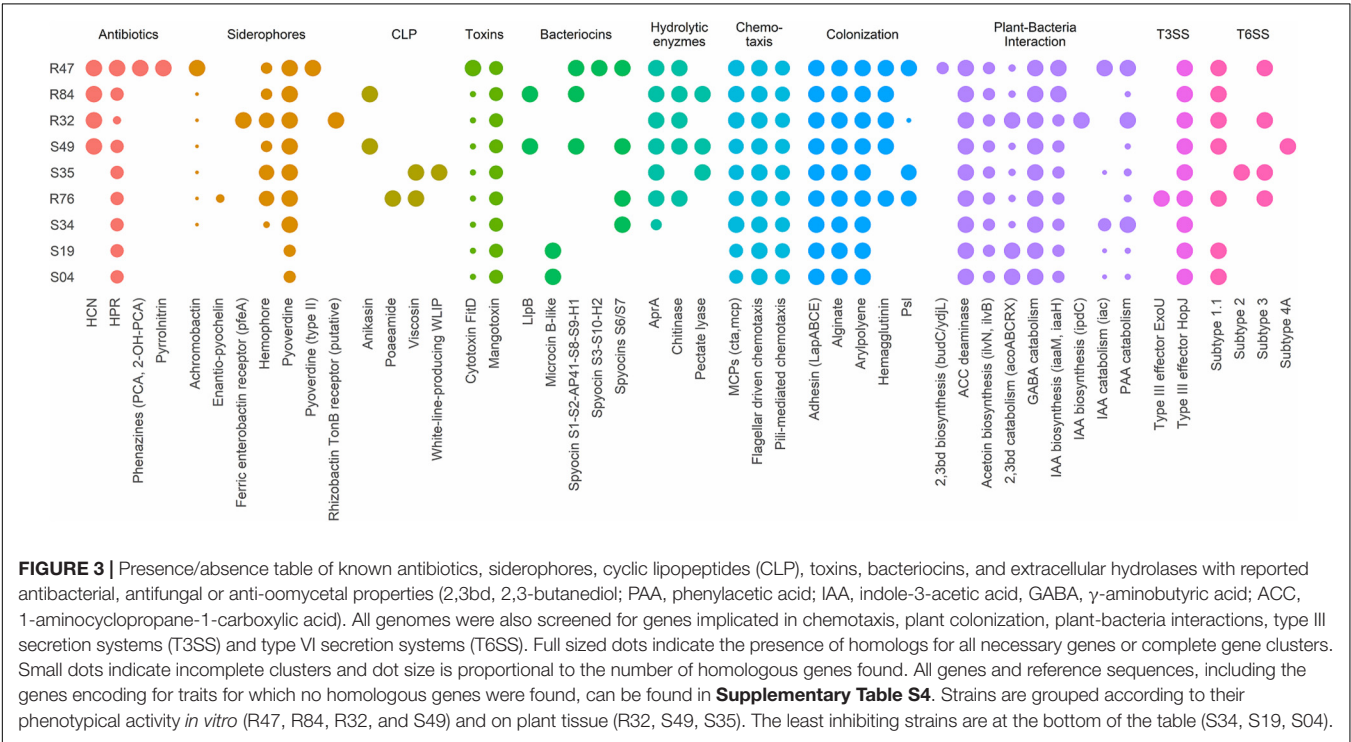 Antibiotics Siderophores CLP Toxins Bacteriocins Hydrolytic enyzmes Chemo- taxis Colonization Plant-Bacteria Interaction T3SS T6SS
R47
R84
R32
S49
S35
R76
S34
S19
S04
HCN
HPR
Phenazines (PCA, 2-OH-PCA)
Pyrrolnitrin
Achromobactin
Enantio-pyochelin
Ferric enterobactin receptor (pfeA)
Hemophore
Pyoverdine
Pyoverdine (type II)
Rhizobactin TonB receptor (putative)
Anikasin
Poaeamide
Viscosin
White-line-producing WLIP
Cytotoxin FitD
Mangotoxin
LlpB
Microcin B-like
Spyocin S1-S2-AP41-S8-S9-H1
Spyocin S3-S10-H2
Spyocins S6/S7
AprA
Chitinase
Pectate lyase
MCPs (cta,mcp)
Flagellar driven chemotaxis
Pili-mediated chemotaxis
Adhesin (LapABCE)
Alginate
Arylpolyene
Hemagglutinin
Psl
2,3bd biosynthesis (budC/ydjL)
ACC deaminase
Acetoin biosynthesis (ilvN, ilvB)
2,3bd catabolism (acoABCRX)
GABA catabolism
IAA biosynthesis (iaaM, iaaH)
IAA biosynthesis (ipdC)
IAA catabolism (iac)
PAA catabolism
Type III effector ExoU
Type III effector HopJ
Subtype 1.1
Subtype 2
Subtype 3
Subtype 4A
FIGURE 3 | Presence/absence table of known antibiotics, siderophores, cyclic lipopeptides (CLP), toxins, bacteriocins, and extracellular hydrolases with reported
antibacterial, antifungal or anti-oomycetal properties (2,3bd, 2,3-butanediol; PAA, phenylacetic acid; IAA, indole-3-acetic acid, GABA, γ-aminobutyric acid; ACC,
1-aminocyclopropane-1-carboxylic acid). All genomes were also screened for genes implicated in chemotaxis, plant colonization, plant-bacteria interactions, type III
secretion systems (T3SS) and type VI secretion systems (T6SS). Full sized dots indicate the presence of homologs for all necessary genes or complete gene clusters.
Small dots indicate incomplete clusters and dot size is proportional to the number of homologous genes found. All genes and reference sequences, including the
genes encoding for traits for which no homologous genes were found, can be found in Supplementary Table S4. Strains are grouped according to their
phenotypical activity in vitro (R47, R84, R32, and S49) and on plant tissue (R32, S49, S35). The least inhibiting strains are at the bottom of the table (S34, S19, S04).